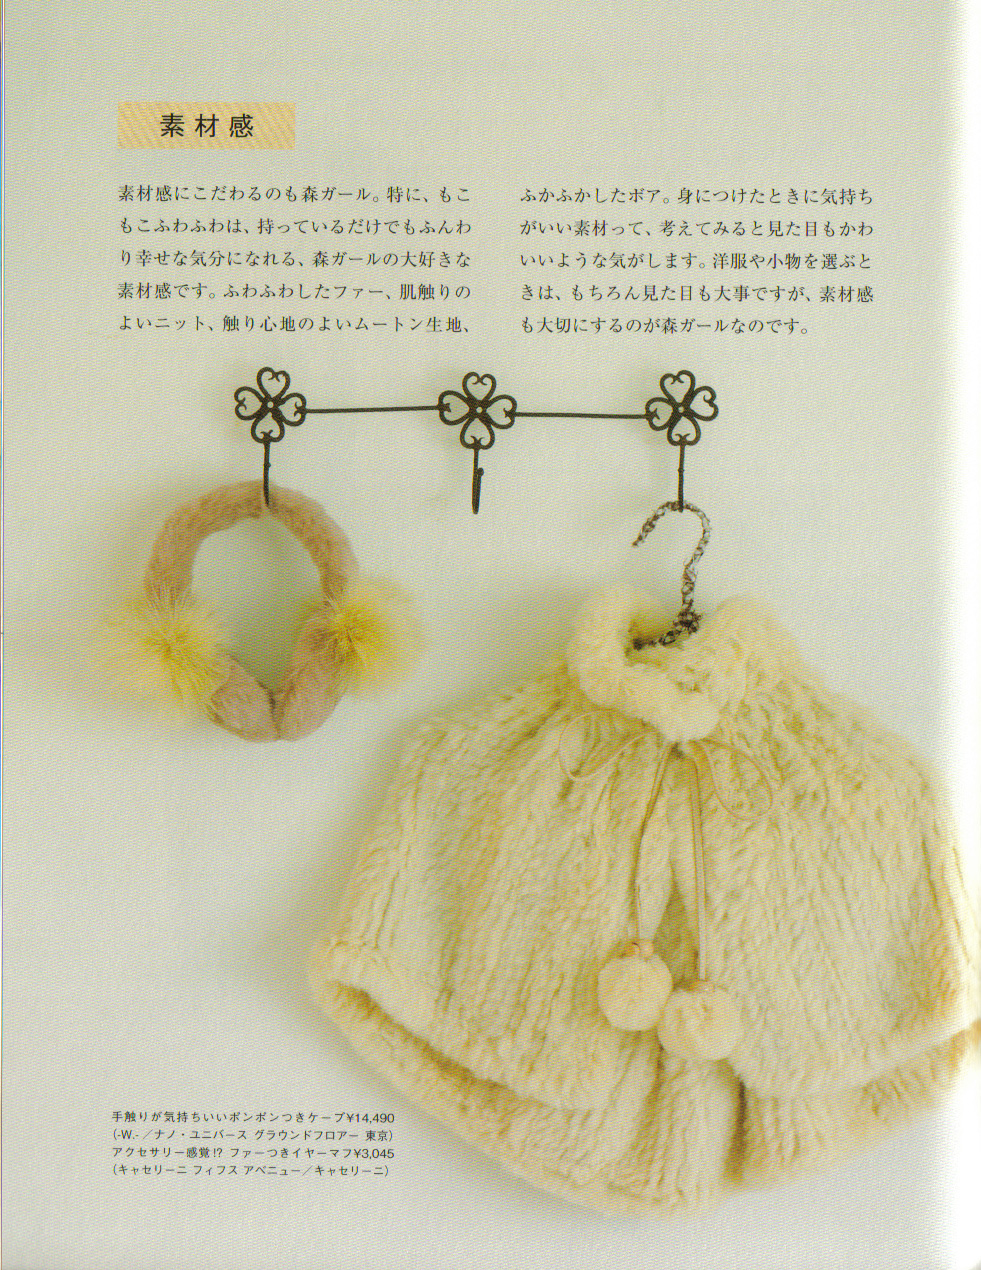 素材感
素材感にこだわるのも森ガール。特に、もこ
もこふわふわは、持っているだけでもふんわ
り幸せな気分になれる、森ガールの大好きな
素材感です。ふわふわしたファー、肌触りの
よいニット、触り心地のよいムートン生地、
ふかふかしたボア。身につけたときに気持ち
がいい素材って、考えてみると見た目もかわ
いいような気がします。洋服や小物を選ぶと
きは、もちろん見た目も大事ですが、素材感
も大切にするのが森ガールなのです。
手触りが気持ちいいポンポンつきケープ¥14,490
(-W.-／ナノ・ユニバース グラウンドフロアー 東京)
アクセサリー感覚!? ファーつきイヤーマフ¥3,045
(キャセリーニ フィフス アベニュー／キャセリーニ)